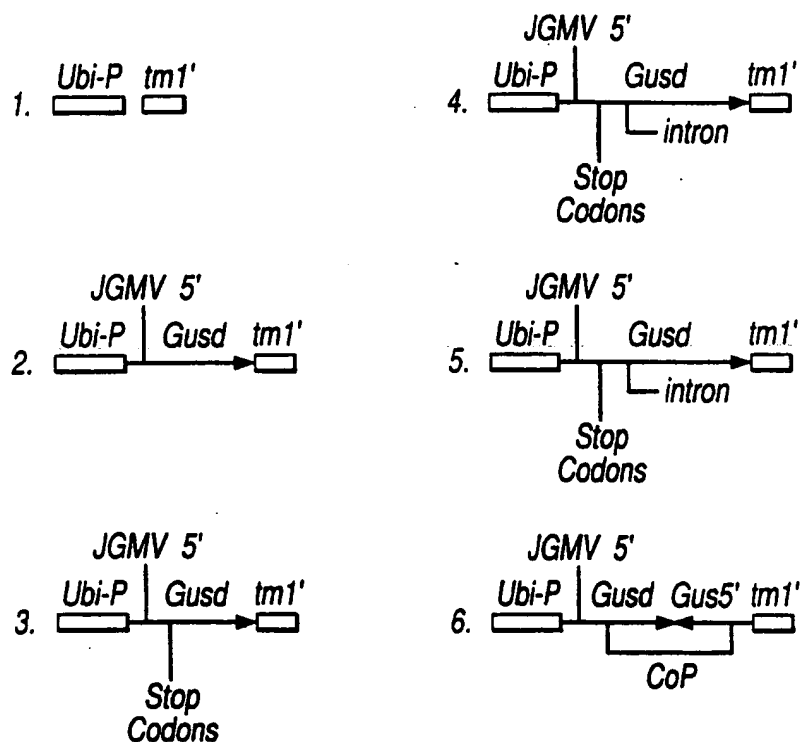 1. Ubi-P tm1'
2. JGMV 5'
Ubi-P Gusd tm1'
3. JGMV 5'
Ubi-P Gusd tm1'
Stop
Codons
4. JGMV 5'
Ubi-P Gusd tm1'
intron
Stop
Codons
5. JGMV 5'
Ubi-P Gusd tm1'
intron
Stop
Codons
6. JGMV 5'
Ubi-P Gusd Gus5' tm1'
CoP